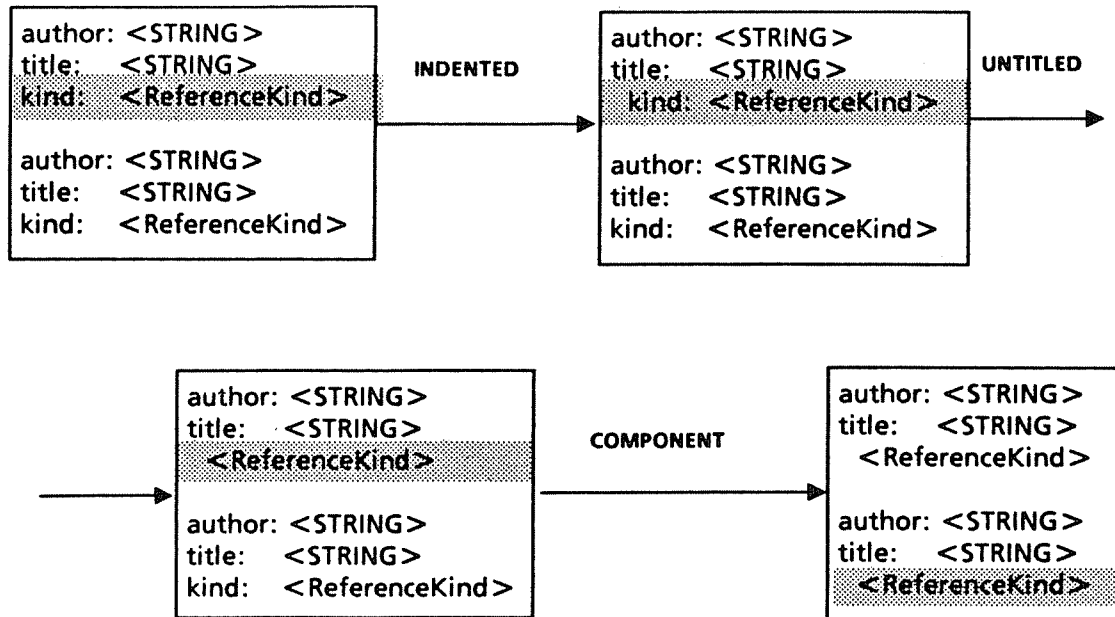 author: <STRING>
title: <STRING>
kind: <ReferenceKind>
author: <STRING>
title: <STRING>
kind: <ReferenceKind>
INDENTED
author: <STRING>
title: <STRING>
kind: <ReferenceKind>
author: <STRING>
title: <STRING>
kind: <ReferenceKind>
UNTITLED
author: <STRING>
title: <STRING>
<ReferenceKind>
author: <STRING>
title: <STRING>
kind: <ReferenceKind>
COMPONENT
author: <STRING>
title: <STRING>
<ReferenceKind>
author: <STRING>
title: <STRING>
<ReferenceKind>